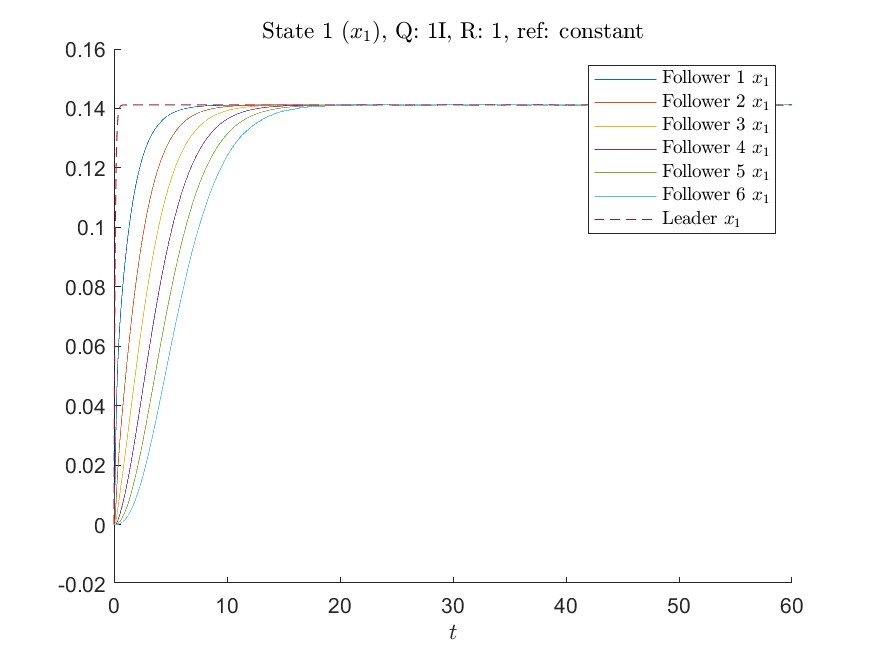 State 1 (x₁), Q: 1I, R: 1, ref: constant
0.16
0.14
0.12
0.1
0.08
0.06
0.04
0.02
0
-0.02
Follower 1 x₁
Follower 2 x₁
Follower 3 x₁
Follower 4 x₁
Follower 5 x₁
Follower 6 x₁
Leader x₁
0 10 20 30 40 50 60
t